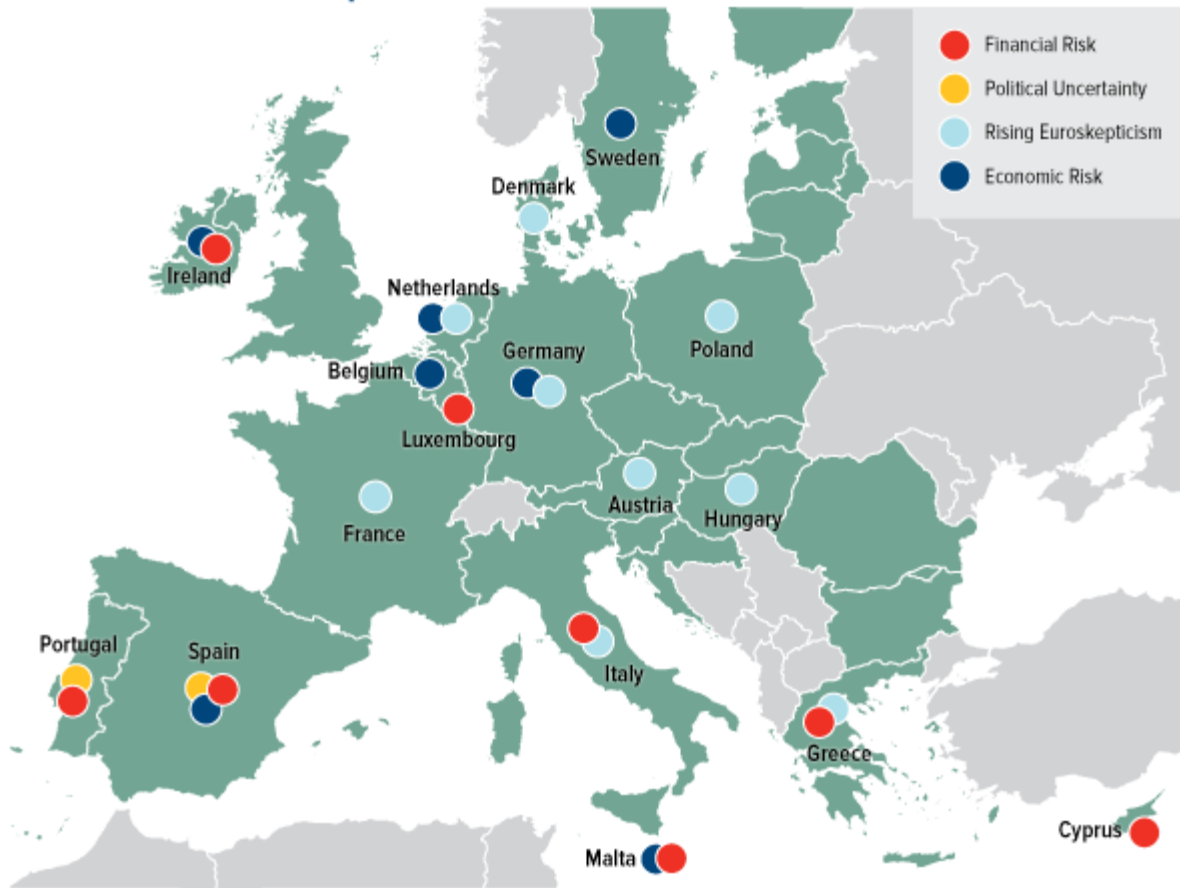 Financial Risk
Political Uncertainty
Rising Euroskepticism
Economic Risk
Sweden
Denmark
Ireland
Netherlands
Germany
Poland
Belgium
Luxembourg
Austria
Hungary
France
Portugal
Spain
Italy
Greece
Cyprus
Malta